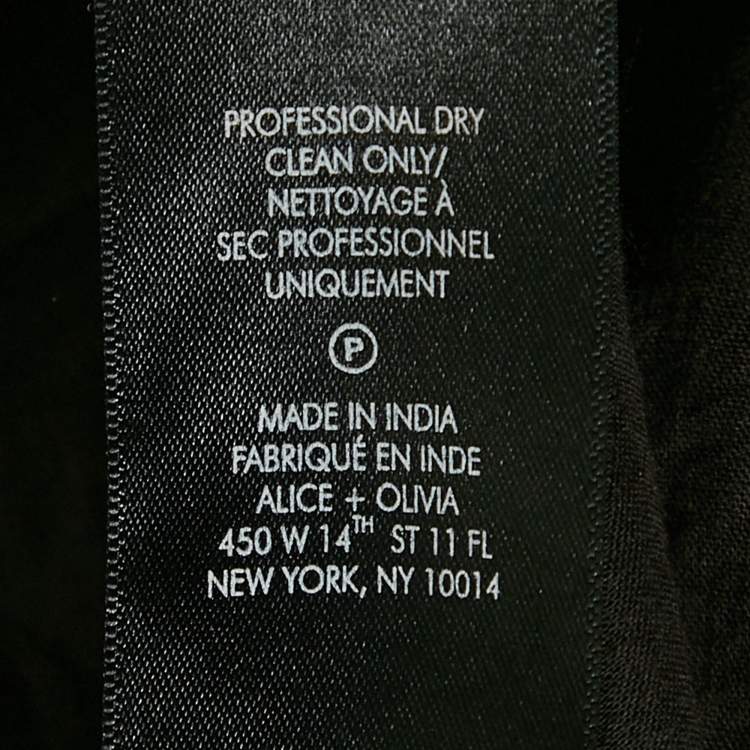 PROFESSIONAL DRY
CLEAN ONLY/
NETTOYAGE À
SEC PROFESSIONNEL
UNIQUEMENT
P
MADE IN INDIA
FABRIQUÉ EN INDE
ALICE + OLIVIA
450 W 14TH ST 11 FL
NEW YORK, NY 10014